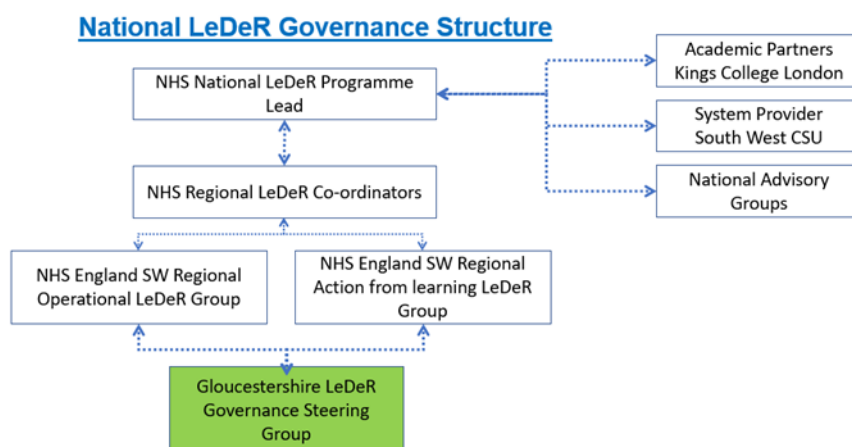 National LeDeR Governance Structure
NHS National LeDeR Programme
Lead
Academic Partners
Kings College London
System Provider
South West CSU
National Advisory
Groups
NHS Regional LeDeR Co-ordinators
NHS England SW Regional
Operational LeDeR Group
NHS England SW Regional
Action from learning LeDeR
Group
Gloucestershire LeDeR
Governance Steering
Group